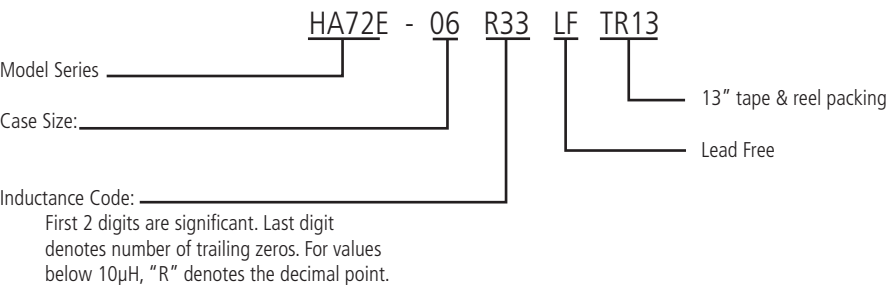 HA72E - 06 R33 LF TR13
Model Series
13” tape & reel packing
Case Size:
Lead Free
Inductance Code:
First 2 digits are significant. Last digit
denotes number of trailing zeros. For values
below 10µH, “R” denotes the decimal point.